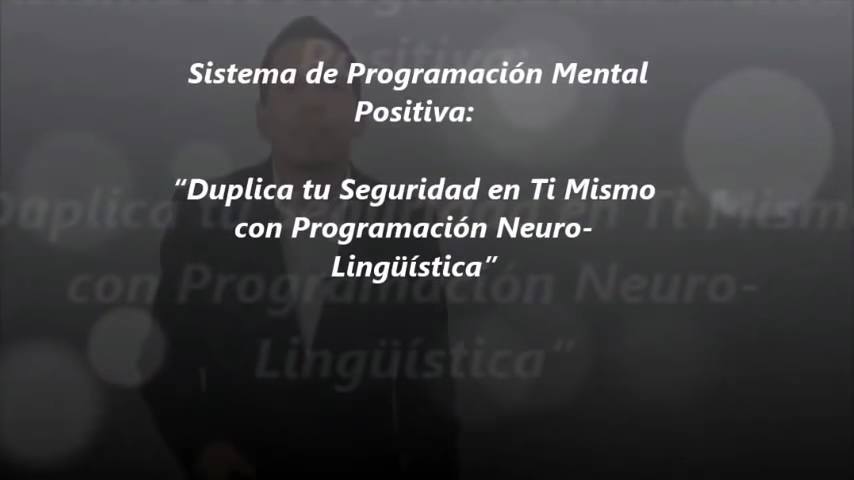 Sistema de Programación Mental
Positiva:
“Duplica tu Seguridad en Ti Mismo
con Programación Neuro-
Lingüística”